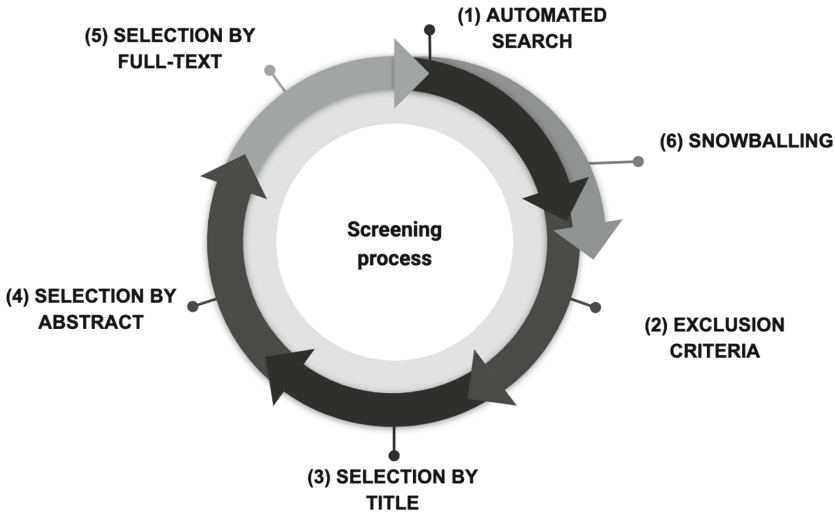 (1) AUTOMATED
SEARCH
(5) SELECTION BY
FULL-TEXT
(6) SNOWBALLING
Screening
process
(4) SELECTION BY
ABSTRACT
(2) EXCLUSION
CRITERIA
(3) SELECTION BY
TITLE